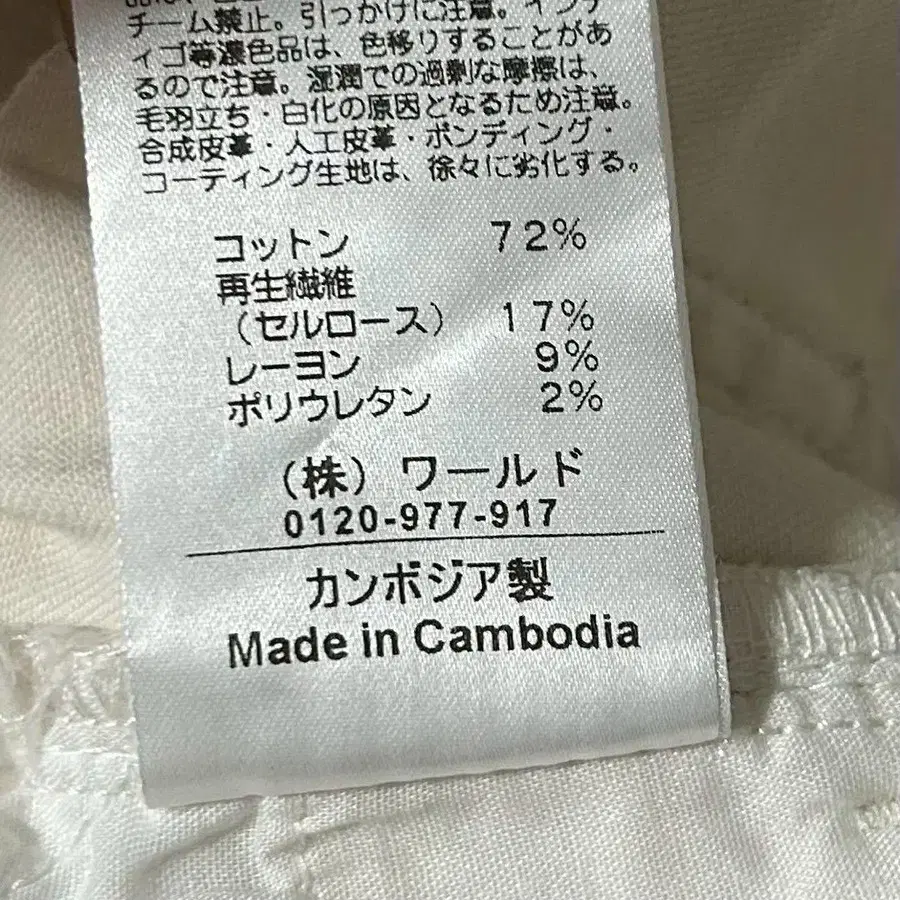 チーム禁止。引っかけに注意。インデ
ィゴ等濃色品は、色移りすることがあ
るので注意。湿潤での過剰な摩擦は、
毛羽立ち・白化の原因となるため注意。
合成皮革・人工皮革・ボンディング・
コーティング生地は、徐々に劣化する。
コットン 72%
再生繊維
（セルロース） 17%
レーヨン 9%
ポリウレタン 2%
（株）ワールド
0120-977-917
カンボジア製
Made in Cambodia